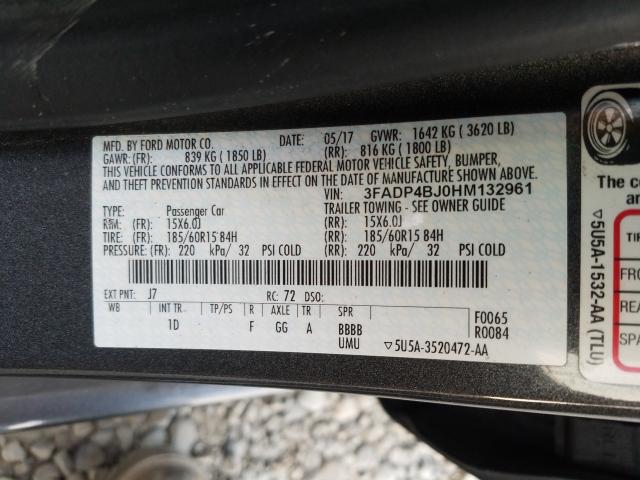 MFD. BY FORD MOTOR CO. DATE: 05/17 GVWR: 1642 KG ( 3620 LB)
GAWR: (FR): 839 KG ( 1850 LB) (RR): 816 KG ( 1800 LB)
THIS VEHICLE CONFORMS TO ALL APPLICABLE FEDERAL MOTOR VEHICLE SAFETY, BUMPER,
AND THEFT PREVENTION STANDARDS IN EFFECT ON THE DATE OF MANUFACTURE SHOWN ABOVE.
VIN: 3FADP4BJ0HM132961
TYPE: Passenger Car TRAILER TOWING - SEE OWNER GUIDE
RIM: (FR): 15X6.0J (RR): 15X6.0J
TIRE: (FR): 185/60R15 84H (RR): 185/60R15 84H
PRESSURE: (FR): 220 kPa/ 32 PSI COLD (RR): 220 kPa/ 32 PSI COLD
EXT PNT: J7 RC: 72 DSO:
WB INT TR TP/PS R AXLE TR SPR F0065
1D F GG A BBBB R0084
UMU ▽5U5A-3520472-AA
▽5U5A-1532-AA (TLU)
The co
FR
REA
SPA